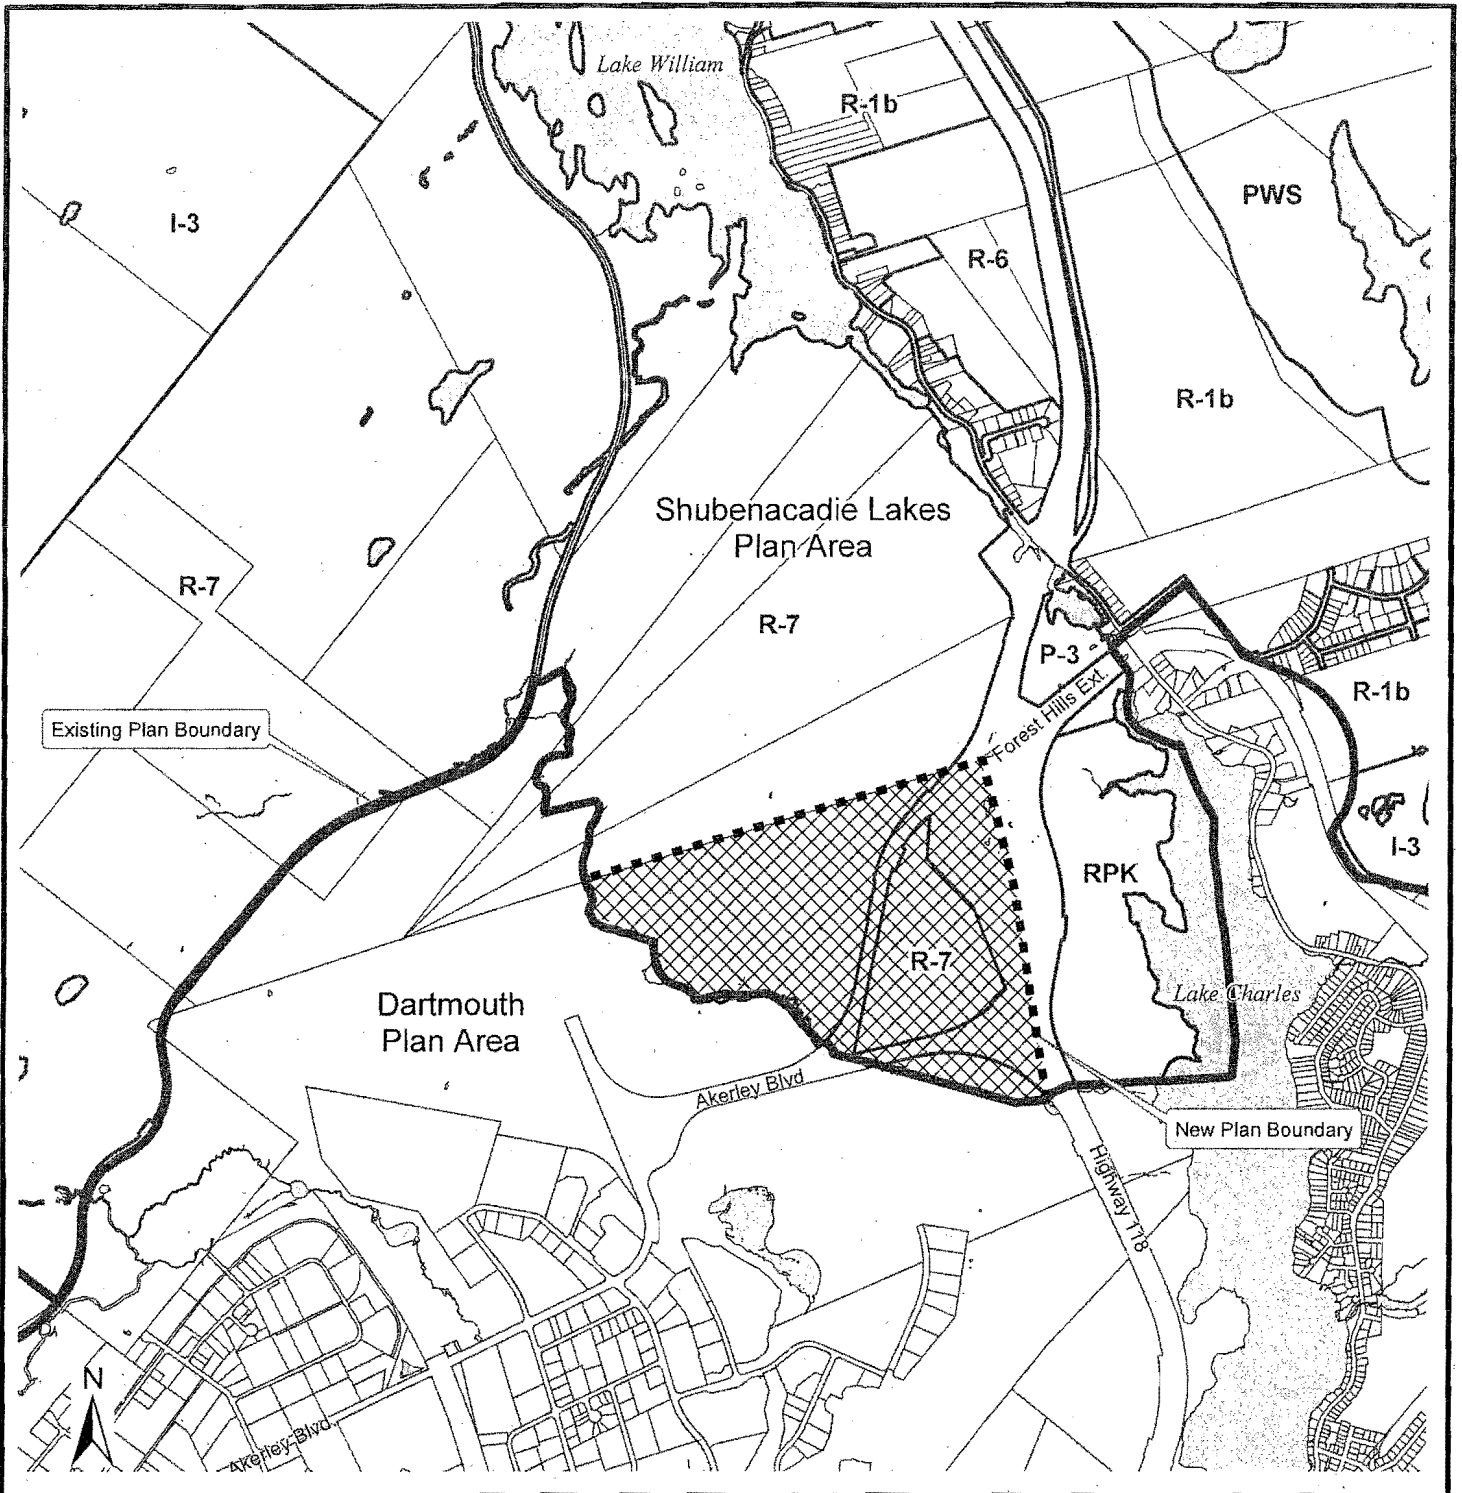 Lake William
R-1b
PWS
I-3
R-6
R-1b
Shubenacadie Lakes
Plan Area
R-7
R-7
P-3
Forest Hills Ext.
R-1b
Existing Plan Boundary
I-3
RPK
R-7
Lake Charles
Dartmouth
Plan Area
Akerley Blvd
New Plan Boundary
Highway 118
N
Akerley Blvd